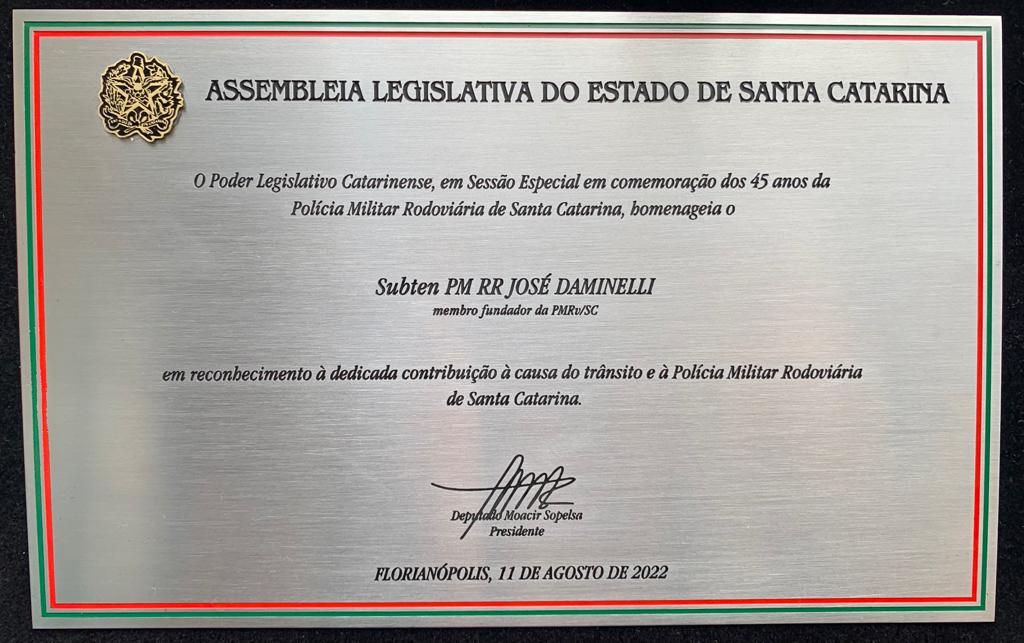 ASSEMBLEIA LEGISLATIVA DO ESTADO DE SANTA CATARINA
O Poder Legislativo Catarinense, em Sessão Especial em comemoração dos 45 anos da
Polícia Militar Rodoviária de Santa Catarina, homenageia o
Subten PM RR JOSÉ DAMINELLI
membro fundador da PMRv/SC
em reconhecimento à dedicada contribuição à causa do trânsito e à Polícia Militar Rodoviária
de Santa Catarina.
Deputado Moacir Sopelsa
Presidente
FLORIANÓPOLIS, 11 DE AGOSTO DE 2022